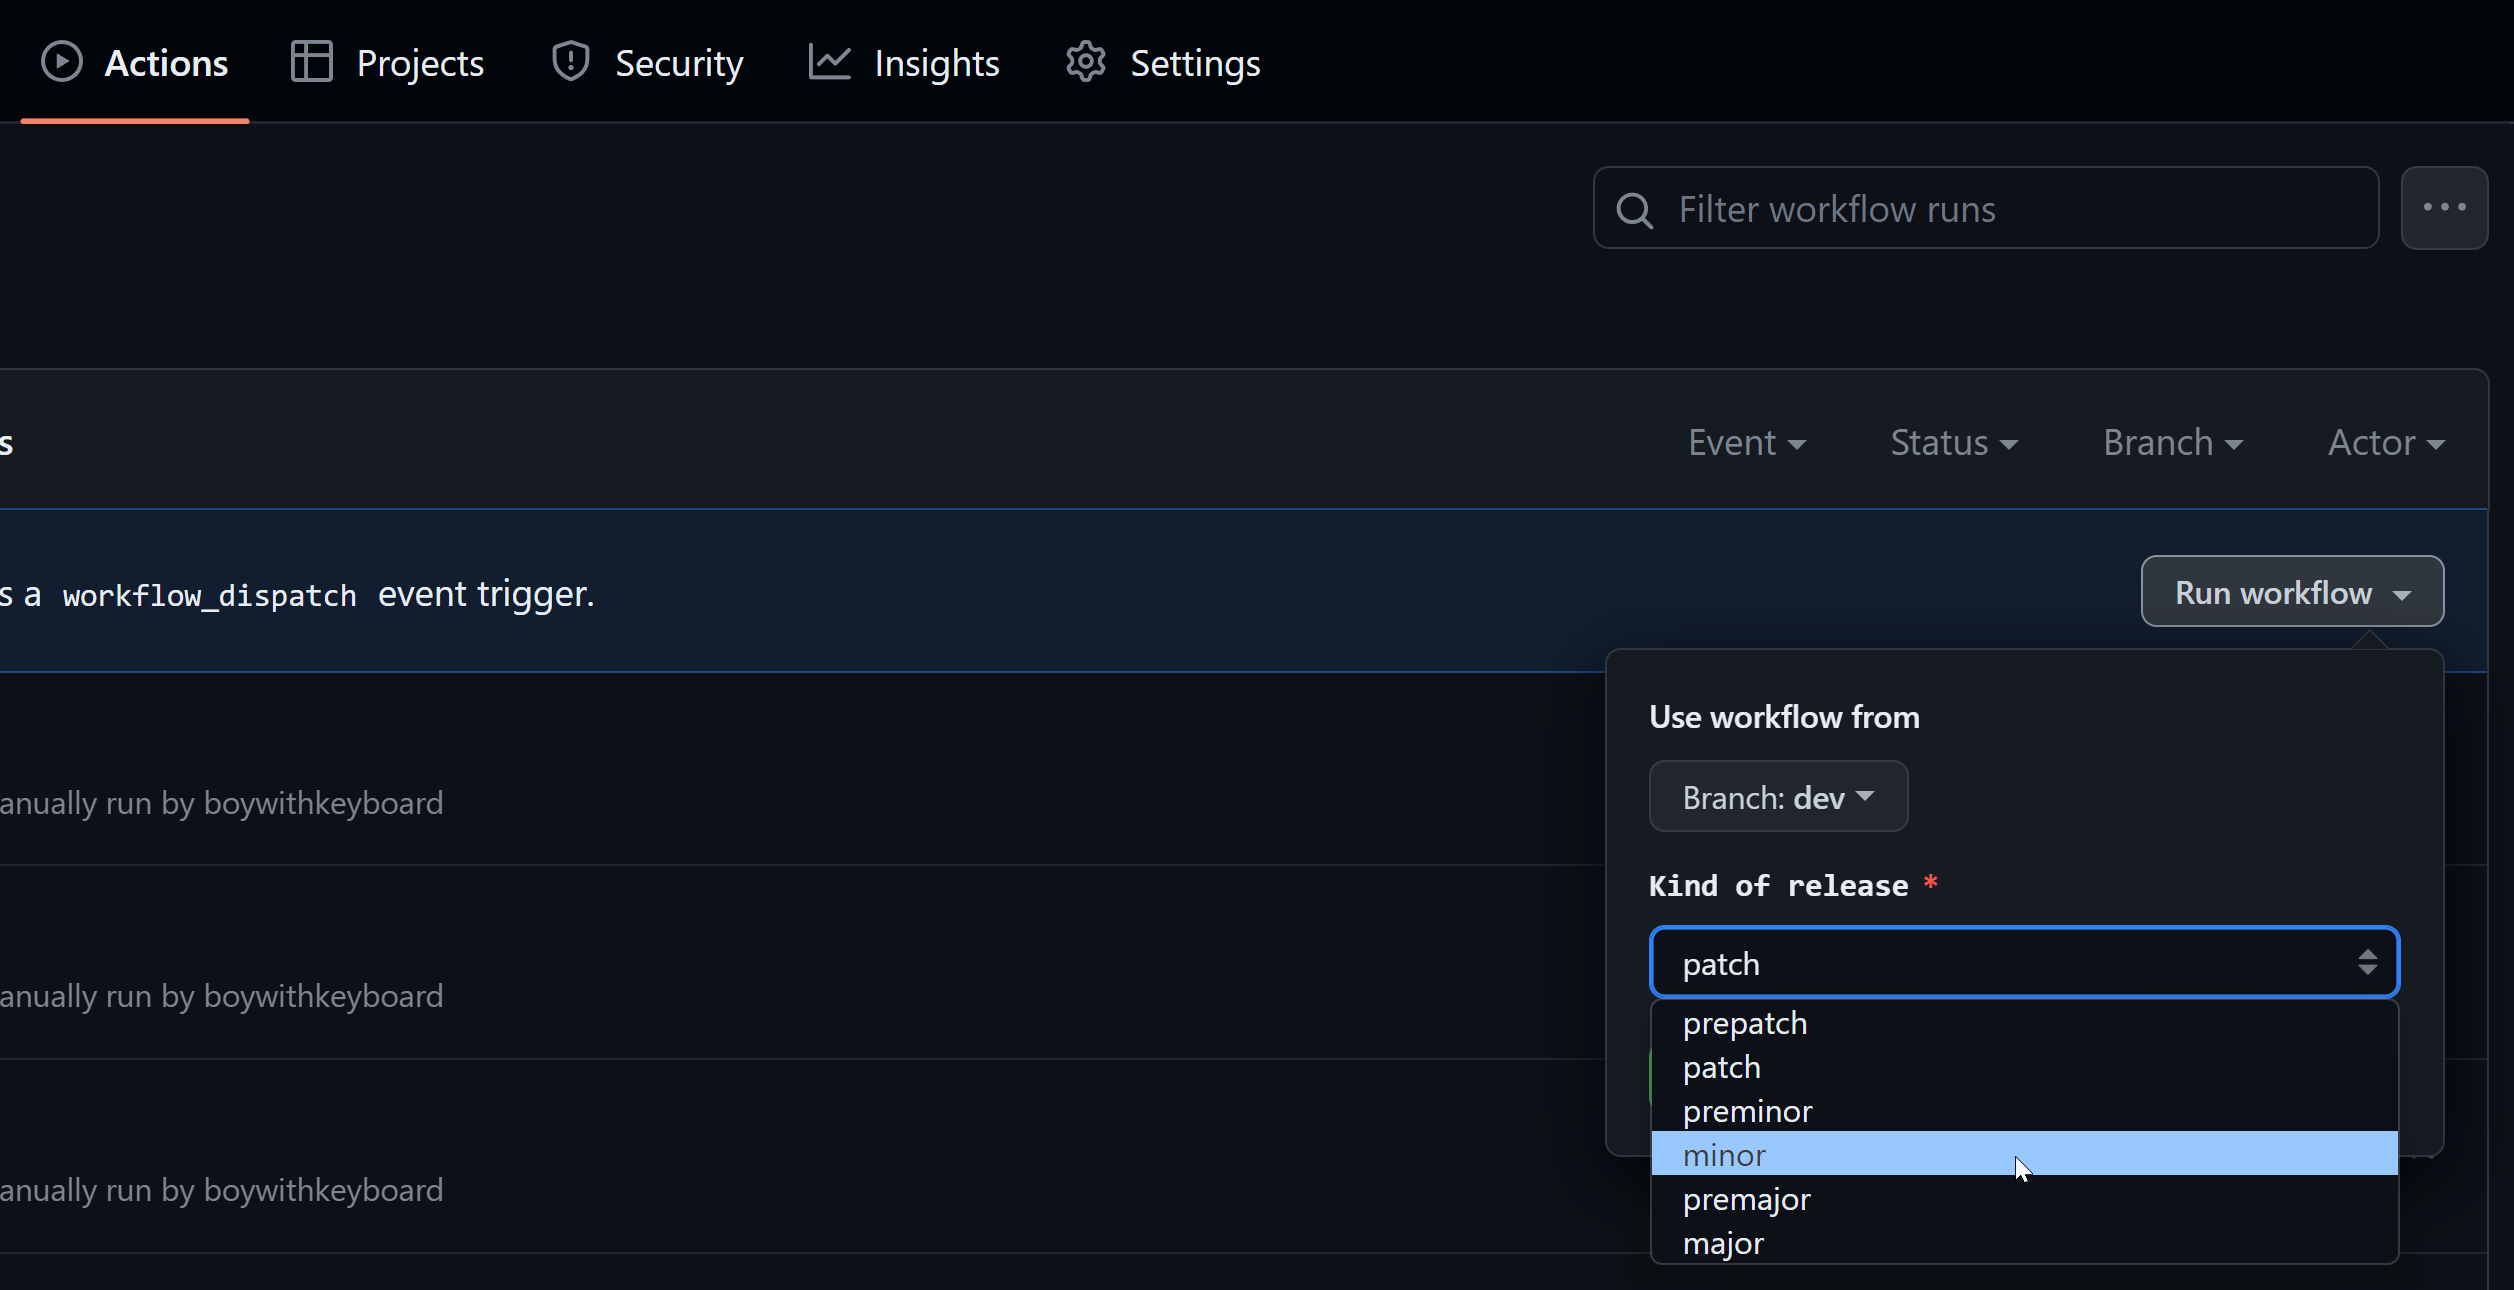 Actions Projects Security Insights Settings
Filter workflow runs
s Event Status Branch Actor
s a workflow_dispatch event trigger. Run workflow
Use workflow from
Branch: dev
Kind of release *
patch
prepatch
patch
preminor
minor
premajor
major
anually run by boywithkeyboard
anually run by boywithkeyboard
anually run by boywithkeyboard